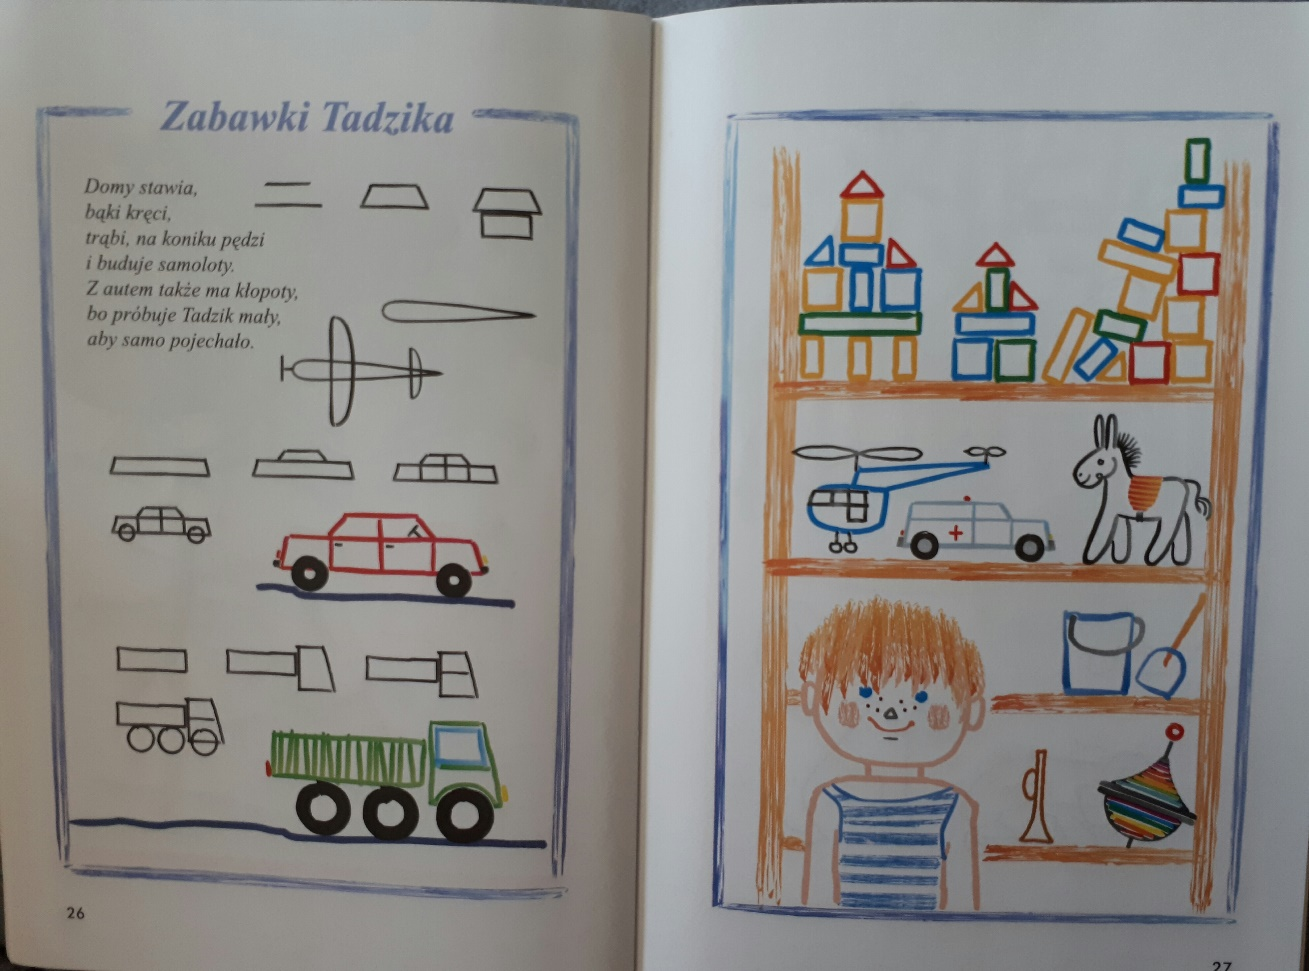 Zabawki Tadzika
Domy stawia,
bąki kręci,
trąbi, na koniku pędzi
i buduje samoloty.
Z autem także ma kłopoty,
bo próbuje Tadzik mały,
aby samo pojechało.
26
27